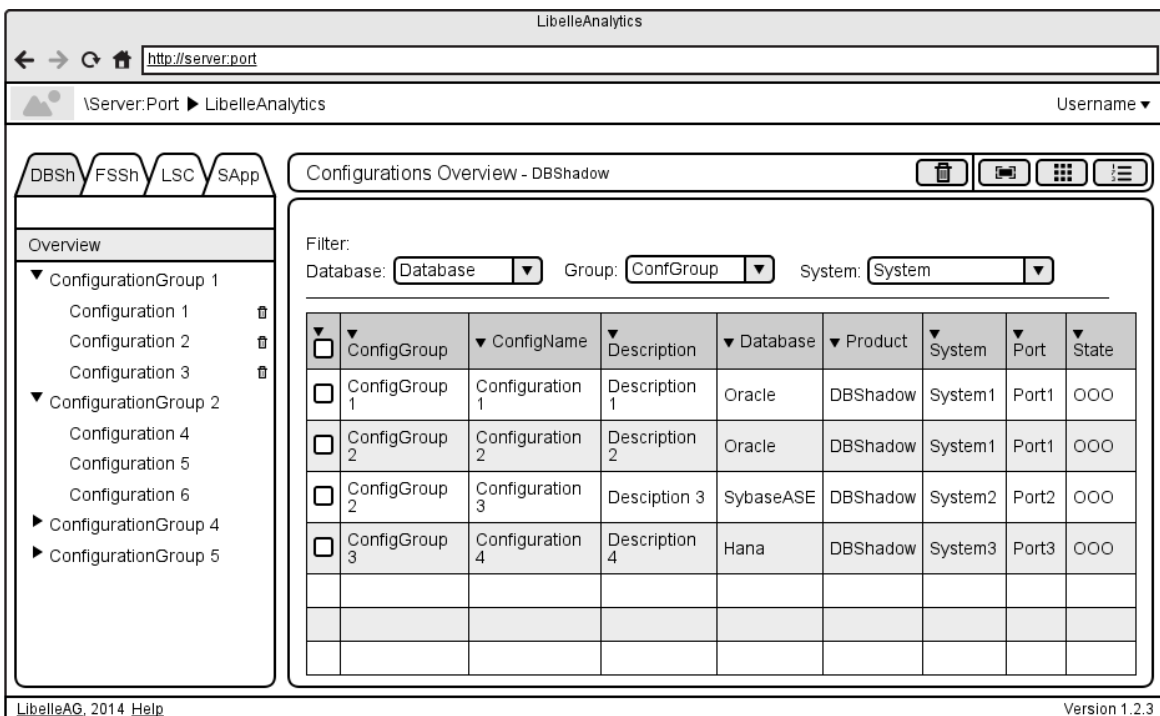 LibelleAnalytics
http://server:port
\Server:Port ▶ LibelleAnalytics
Username ▾
DBSh FSSh LSC SApp
Overview
▼ ConfigurationGroup 1
Configuration 1
Configuration 2
Configuration 3
▼ ConfigurationGroup 2
Configuration 4
Configuration 5
Configuration 6
▶ ConfigurationGroup 4
▶ ConfigurationGroup 5
Configurations Overview - DBShadow
Filter:
Database: Database ▼ Group: ConfGroup ▼ System: System ▼
▼ ConfigGroup ▼ ConfigName ▼ Description ▼ Database ▼ Product ▼ System ▼ Port ▼ State
ConfigGroup 1 Configuration 1 Description 1 Oracle DBShadow System1 Port1 OOO
ConfigGroup 2 Configuration 2 Description 2 Oracle DBShadow System1 Port1 OOO
ConfigGroup 2 Configuration 3 Desciption 3 SybaseASE DBShadow System2 Port2 OOO
ConfigGroup 3 Configuration 4 Description 4 Hana DBShadow System3 Port3 OOO
LibelleAG, 2014 Help
Version 1.2.3